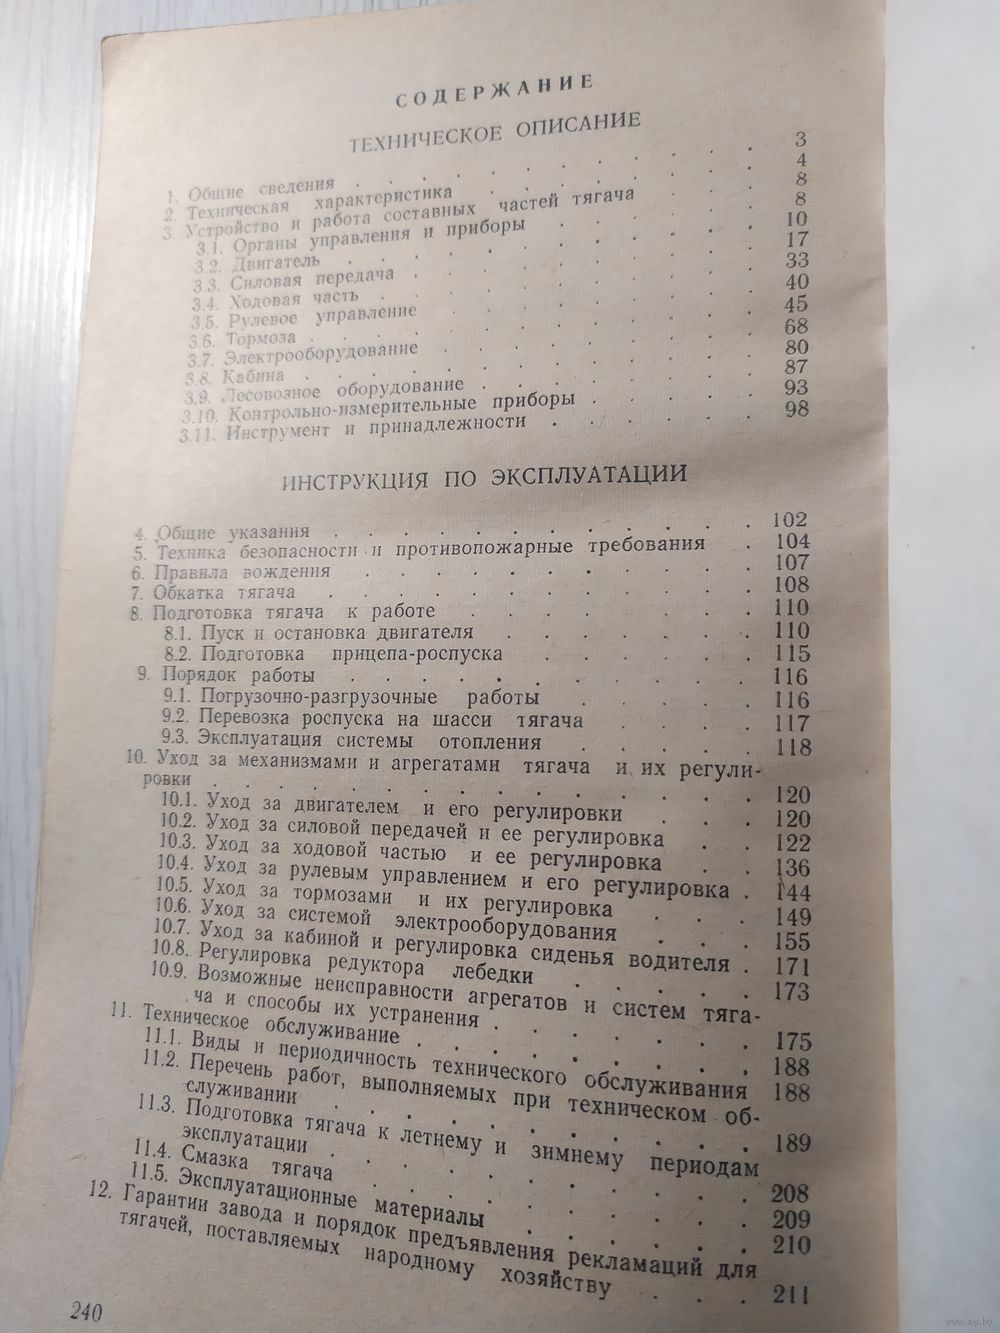 СОДЕРЖАНИЕ
ТЕХНИЧЕСКОЕ ОПИСАНИЕ
1. Общие сведения . . . . . . . . 3
2. Техническая характеристика . . . . . . 4
3. Устройство и работа составных частей тягача . . . 8
3.1. Органы управления и приборы . . . . . 8
3.2. Двигатель . . . . . . . . 10
3.3. Силовая передача . . . . . . . 17
3.4. Ходовая часть . . . . . . . . 33
3.5. Рулевое управление . . . . . . . 40
3.6. Тормоза . . . . . . . . . 45
3.7. Электрооборудование . . . . . . . 68
3.8. Кабина . . . . . . . . . 80
3.9. Лесовозное оборудование . . . . . . 87
3.10. Контрольно-измерительные приборы . . . . 93
3.11. Инструмент и принадлежности . . . . . 98
ИНСТРУКЦИЯ ПО ЭКСПЛУАТАЦИИ
4. Общие указания . . . . . . . . . 102
5. Техника безопасности и противопожарные требования . 104
6. Правила вождения . . . . . . . . . 107
7. Обкатка тягача . . . . . . . . . 108
8. Подготовка тягача к работе . . . . . . 110
8.1. Пуск и остановка двигателя . . . . . 110
8.2. Подготовка прицепа-роспуска . . . . . 115
9. Порядок работы . . . . . . . . . 116
9.1. Погрузочно-разгрузочные работы . . . . . 116
9.2. Перевозка роспуска на шасси тягача . . . . 117
9.3. Эксплуатация системы отопления . . . . . 118
10. Уход за механизмами и агрегатами тягача и их регули-
ровки . . . . . . . . . . . . 120
10.1. Уход за двигателем и его регулировки . . . 120
10.2. Уход за силовой передачей и ее регулировка . . 122
10.3. Уход за ходовой частью и ее регулировка . . 136
10.4. Уход за рулевым управлением и его регулировка . 144
10.5. Уход за тормозами и их регулировка . . . 149
10.6. Уход за системой электрооборудования . . . 155
10.7. Уход за кабиной и регулировка сиденья водителя . 171
10.8. Регулировка редуктора лебедки . . . . . 173
10.9. Возможные неисправности агрегатов и систем тяга-
ча и способы их устранения . . . . . . 175
11. Техническое обслуживание . . . . . . . 188
11.1. Виды и периодичность технического обслуживания 188
11.2. Перечень работ, выполняемых при техническом об-
служивании . . . . . . . . . 189
11.3. Подготовка тягача к летнему и зимнему периодам
эксплуатации . . . . . . . . . 208
11.4. Смазка тягача . . . . . . . . 209
11.5. Эксплуатационные материалы . . . . . 210
12. Гарантии завода и порядок предъявления рекламаций для
тягачей, поставляемых народному хозяйству . . . 211
240
www.ay.by